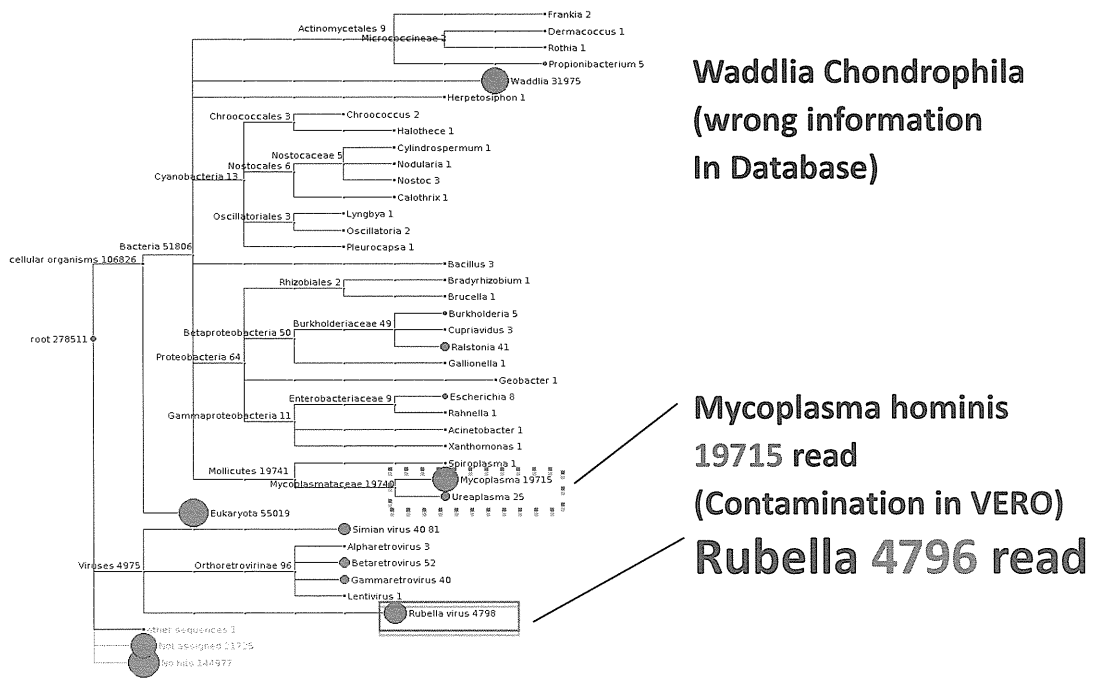 Frankia 2
Actinomycetales 9
Dermacoccus 1
Micrococcineae 2
Rothia 1
Propionibacterium 5
Waddlia 31975
Herpetosiphon 1
Chroococcales 3
Chroococcus 2
Halothece 1
Cylindrospermum 1
Nostocaceae 5
Nostocales 6
Nodularia 1
Cyanobacteria 13
Nostoc 3
Calothrix 1
Oscillatoriales 3
Lyngbya 1
Oscillatoria 2
Pleurocapsa 1
Bacteria 51806
cellular organisms 106826
Bacillus 3
Rhizobiales 2
Bradyrhizobium 1
Brucella 1
Burkholderia 5
Burkholderiaceae 49
Betaproteobacteria 50
Cupriavidus 3
root 278511
Ralstonia 41
Proteobacteria 64
Gallionella 1
Geobacter 1
Enterobacteriaceae 9
Escherichia 8
Gammaproteobacteria 11
Rahnella 1
Acinetobacter 1
Xanthomonas 1
Spiroplasma 1
Mollicutes 19741
Mycoplasmataceae 19740
Mycoplasma 19715
Ureaplasma 25
Eukaryota 55019
Simian virus 40 81
Alpharetrovirus 3
Viruses 4975
Orthoretrovirinae 96
Betaretrovirus 52
Gammaretrovirus 40
Lentivirus 1
Rubella virus 4798
other sequences 1
Not assigned
No hits 144977
Waddlia Chondrophila
(wrong information
In Database)
Mycoplasma hominis
19715 read
(Contamination in VERO)
Rubella 4796 read